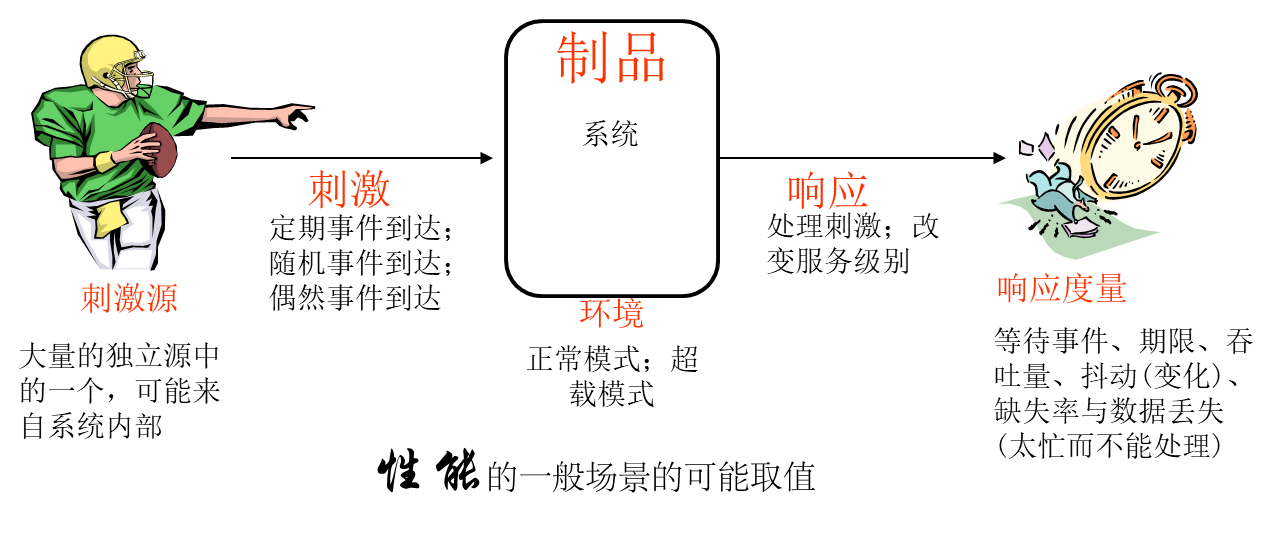 制品
系统
刺激
定期事件到达；
随机事件到达；
偶然事件到达
响应
处理刺激；改
变服务级别
刺激源
大量的独立源中
的一个，可能来
自系统内部
环境
正常模式；超
载模式
响应度量
等待事件、期限、吞
吐量、抖动(变化)、
缺失率与数据丢失
(太忙而不能处理)
性能的一般场景的可能取值